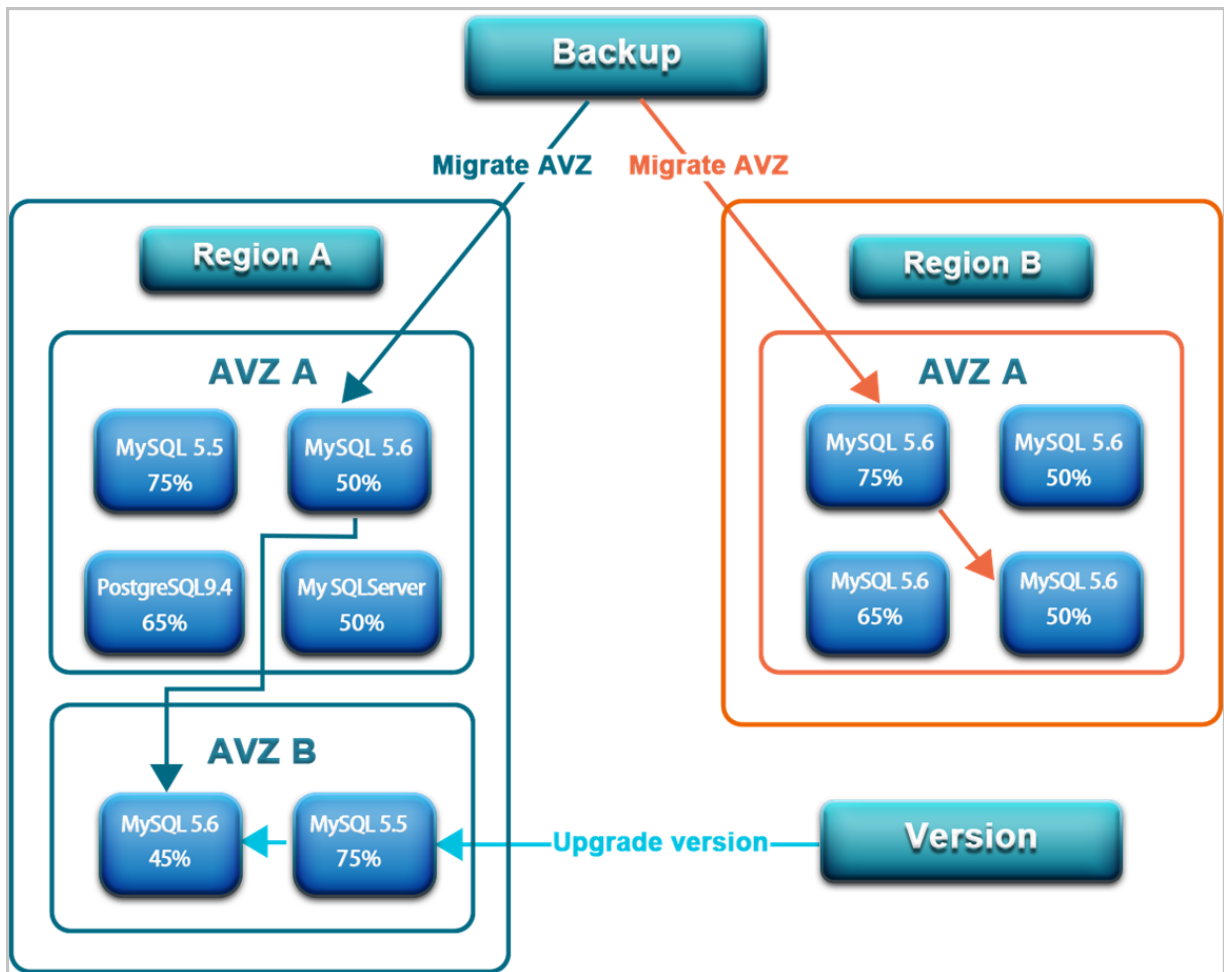 Backup
Migrate AVZ
Migrate AVZ
Region A
AVZ A
MySQL 5.5
75%
MySQL 5.6
50%
PostgreSQL9.4
65%
My SQLServer
50%
AVZ B
MySQL 5.6
45%
MySQL 5.5
75%
Region B
AVZ A
MySQL 5.6
75%
MySQL 5.6
50%
MySQL 5.6
65%
MySQL 5.6
50%
Upgrade version
Version